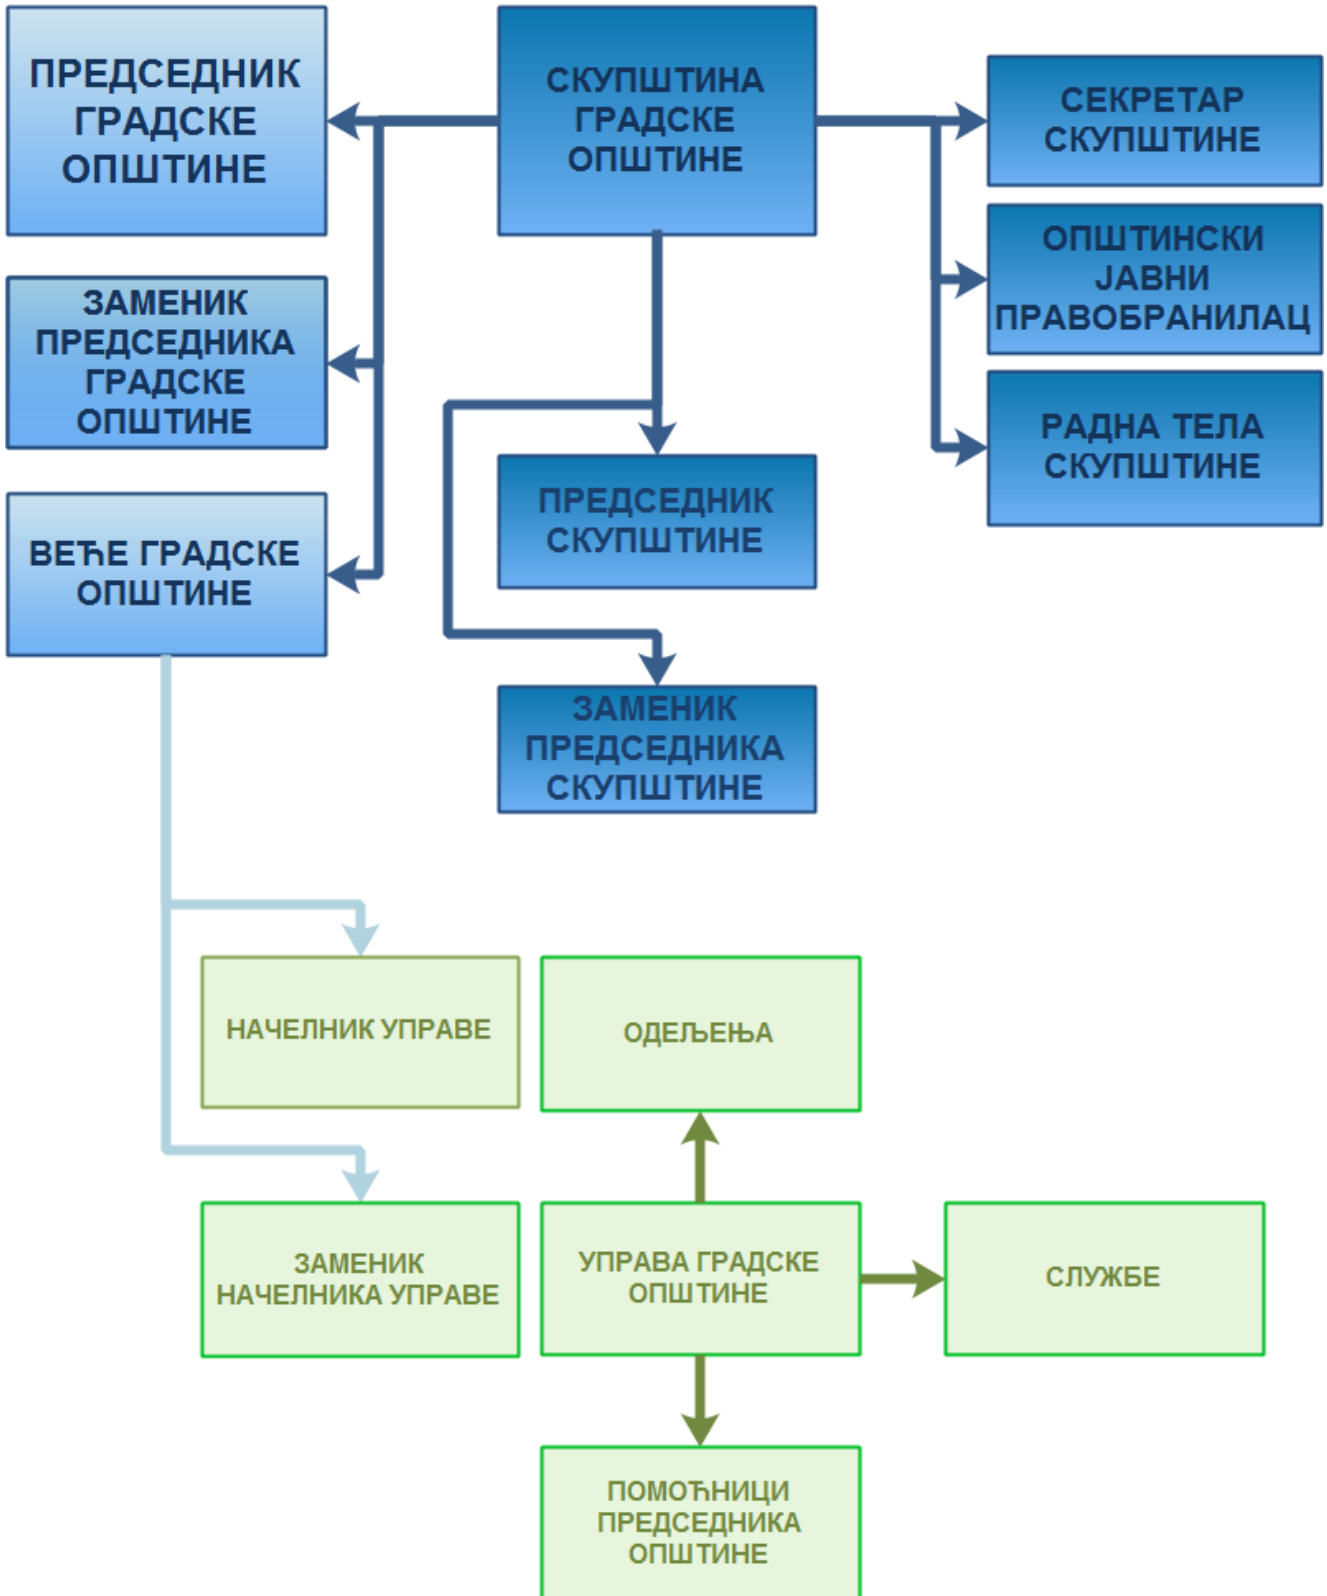 ПРЕДСЕДНИК
ГРАДСКЕ
ОПШТИНЕ
СКУПШТИНА
ГРАДСКЕ
ОПШТИНЕ
СЕКРЕТАР
СКУПШТИНЕ
ОПШТИНСКИ
ЈАВНИ
ПРАВОБРАНИЛАЦ
ЗАМЕНИК
ПРЕДСЕДНИКА
ГРАДСКЕ
ОПШТИНЕ
РАДНА ТЕЛА
СКУПШТИНЕ
ПРЕДСЕДНИК
СКУПШТИНЕ
ВЕЋЕ ГРАДСКЕ
ОПШТИНЕ
ЗАМЕНИК
ПРЕДСЕДНИКА
СКУПШТИНЕ
НАЧЕЛНИК УПРАВЕ
ОДЕЉЕЊА
ЗАМЕНИК
НАЧЕЛНИКА УПРАВЕ
УПРАВА ГРАДСКЕ
ОПШТИНЕ
СЛУЖБЕ
ПОМОЋНИЦИ
ПРЕДСЕДНИКА
ОПШТИНЕ